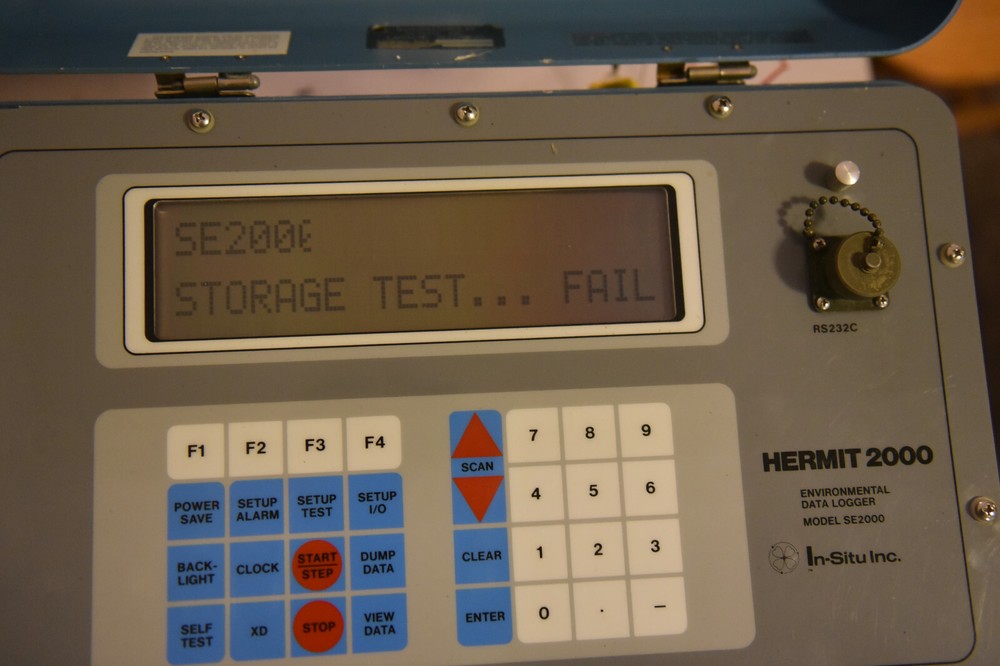 SE2000
STORAGE TEST... FAIL
RS232C
F1 F2 F3 F4
POWER SAVE
SETUP ALARM
SETUP TEST
SETUP I/O
BACK-LIGHT
CLOCK
START STEP
DUMP DATA
SELF TEST
XD
STOP
VIEW DATA
SCAN
CLEAR
ENTER
7 8 9
4 5 6
1 2 3
0 . –
HERMIT 2000
ENVIRONMENTAL
DATA LOGGER
MODEL SE2000
In-Situ Inc.